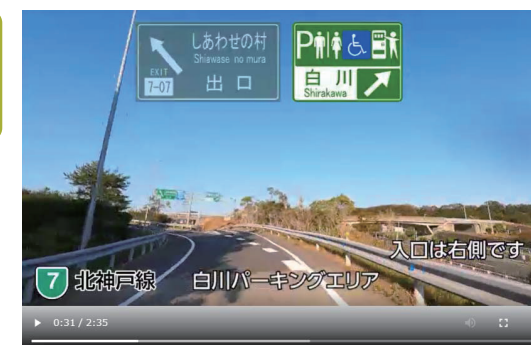 しあわせの村
Shiawase no mura
EXIT
7-07
出口
P
白川
Shirakawa
入口は右側です
7 北神戸線 白川パーキングエリア
0:31 / 2:35